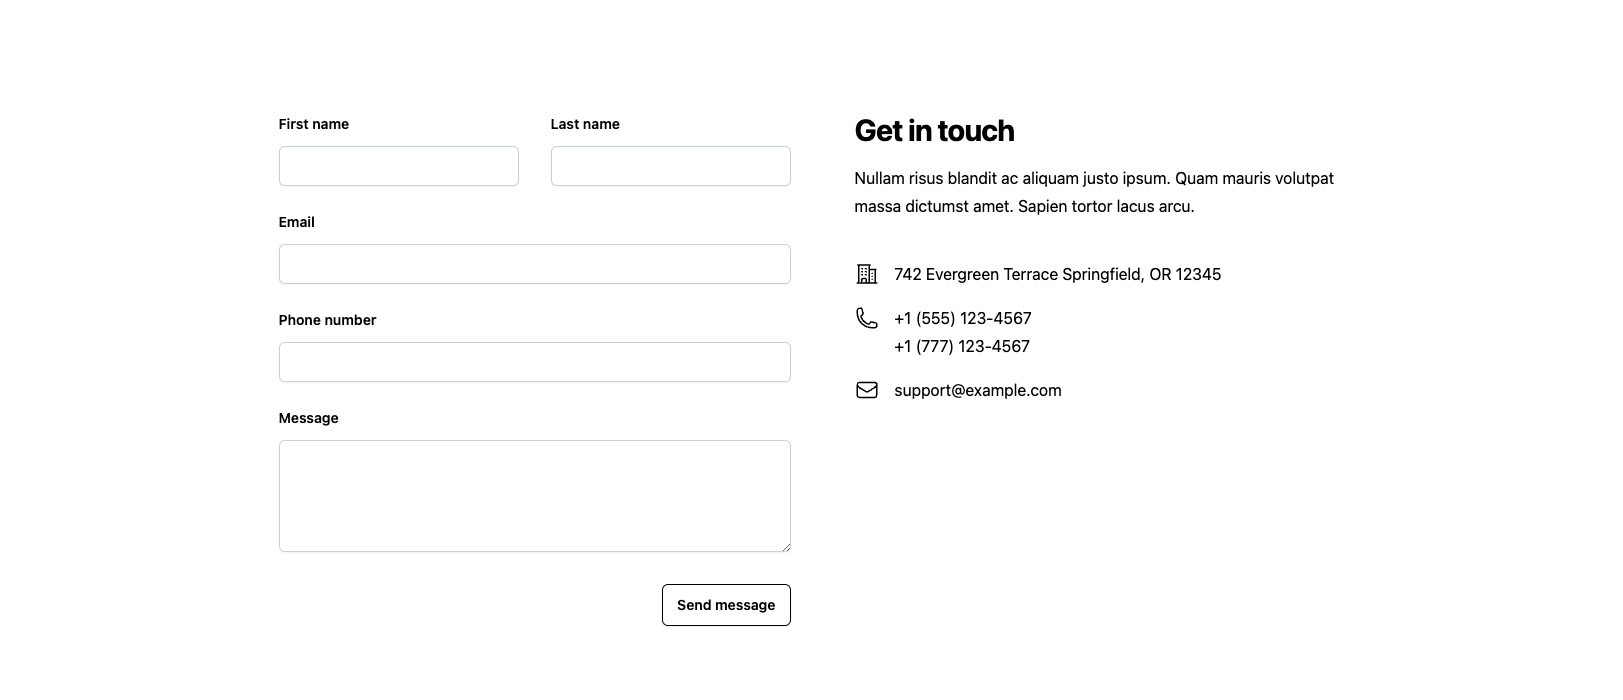 First name
Last name
Email
Phone number
Message
Send message
Get in touch
Nullam risus blandit ac aliquam justo ipsum. Quam mauris volutpat
massa dictumst amet. Sapien tortor lacus arcu.
742 Evergreen Terrace Springfield, OR 12345
+1 (555) 123-4567
+1 (777) 123-4567
support@example.com